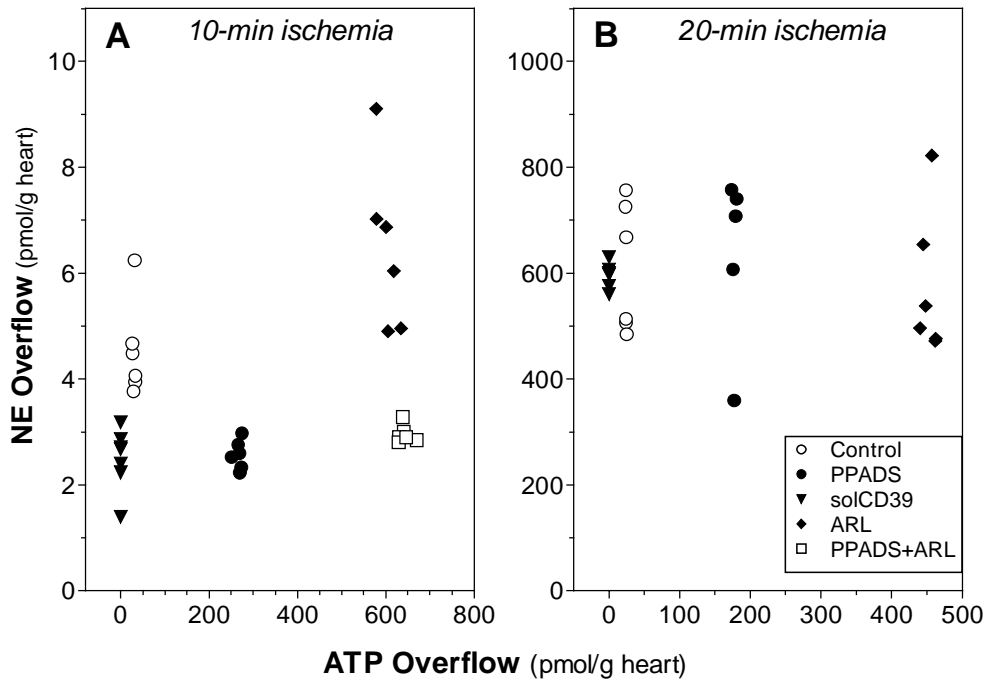 A 10-min ischemia
B 20-min ischemia
NE Overflow (pmol/g heart)
10
8
6
4
2
0
0 200 400 600 800
1000
800
600
400
200
0
0 100 200 300 400 500
Control
PPADS
solCD39
ARL
PPADS+ARL
ATP Overflow (pmol/g heart)